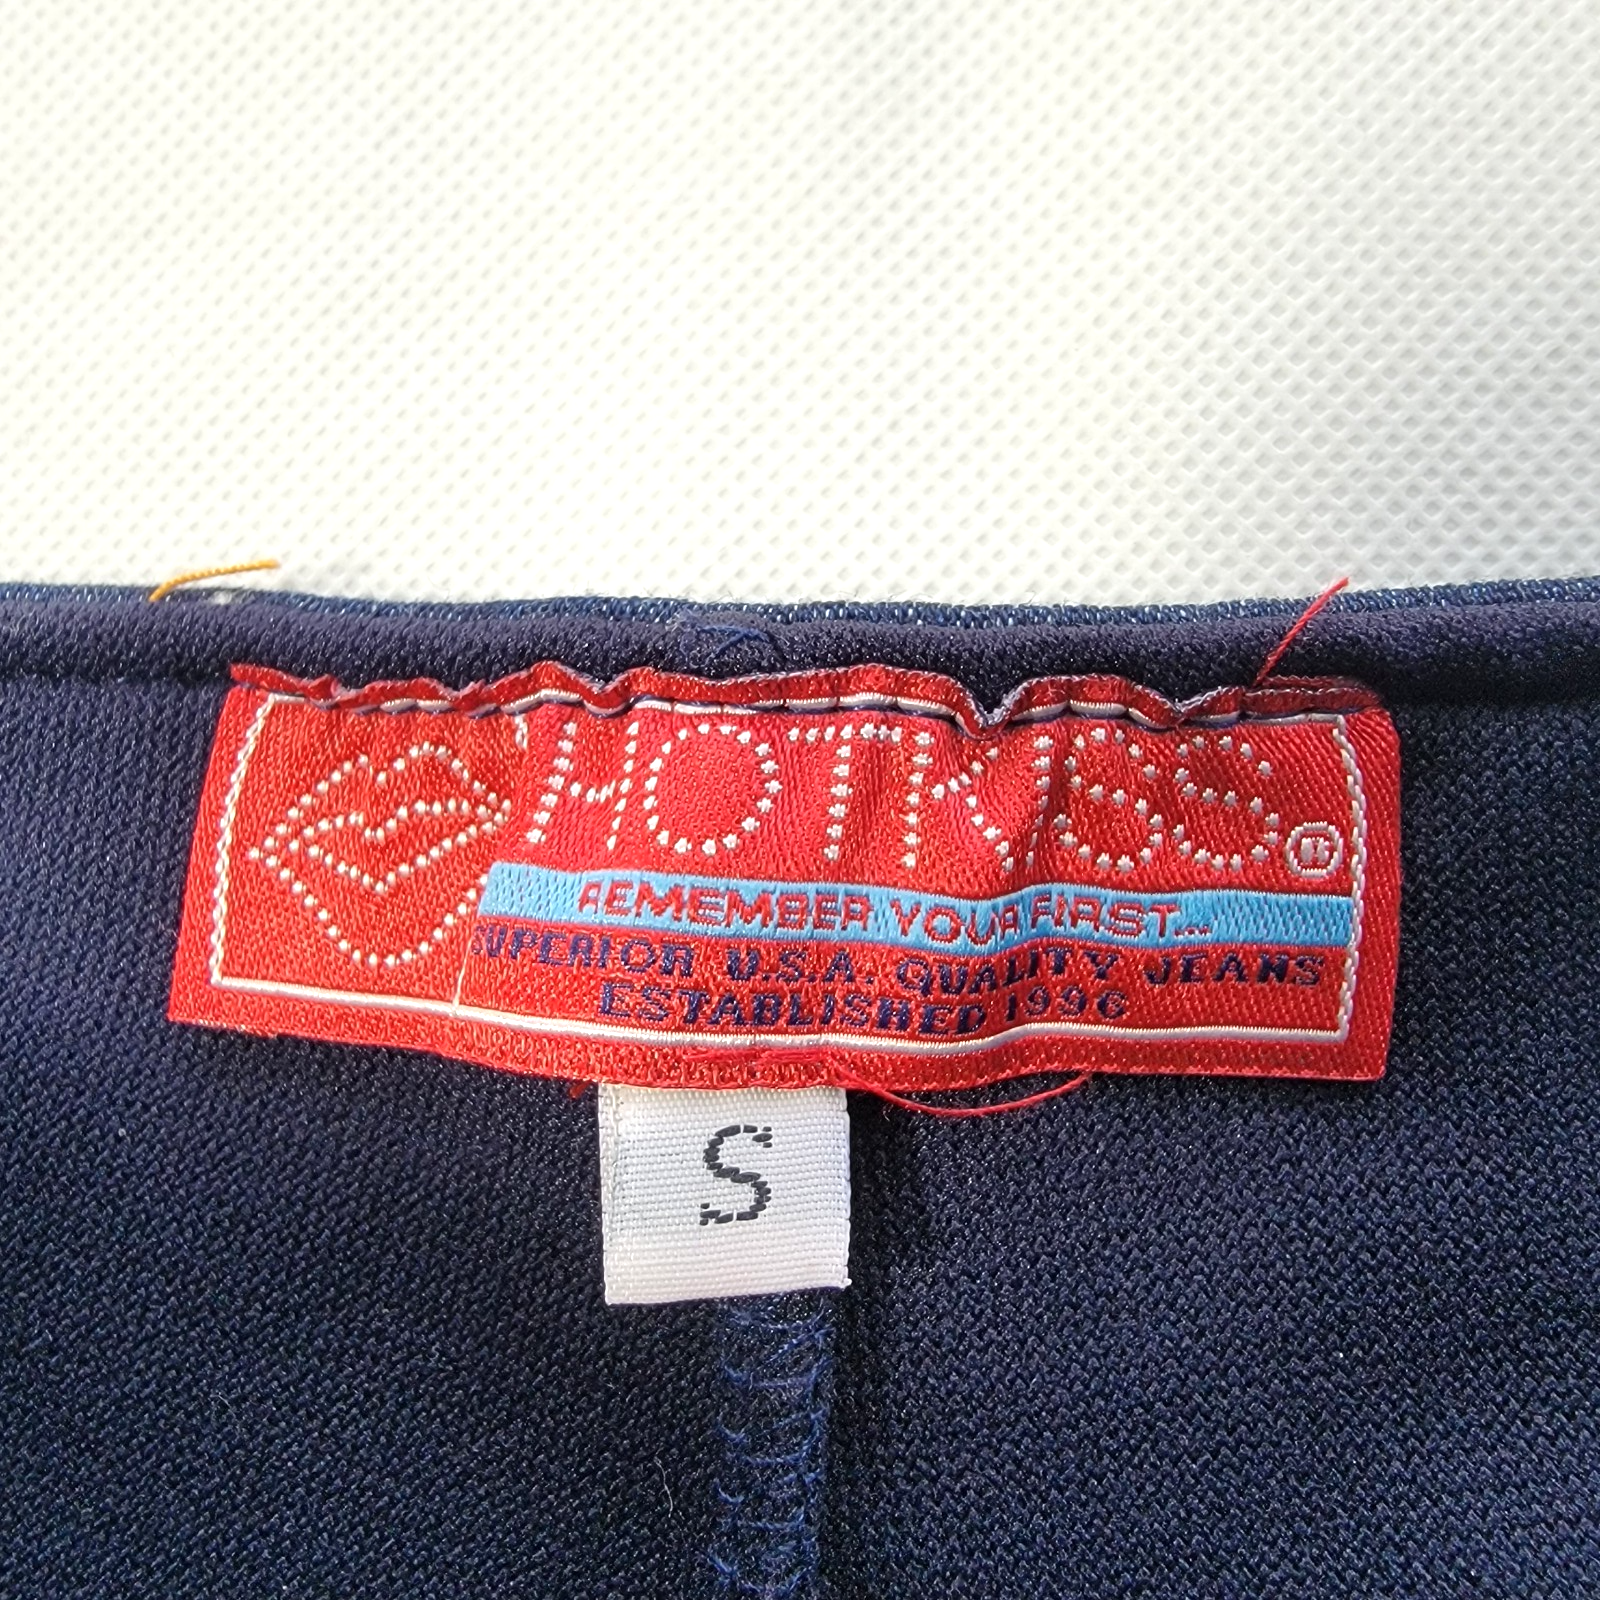 HOTKISS®
REMEMBER YOUR FIRST...
SUPERIOR U.S.A. QUALITY JEANS
ESTABLISHED 1996
S